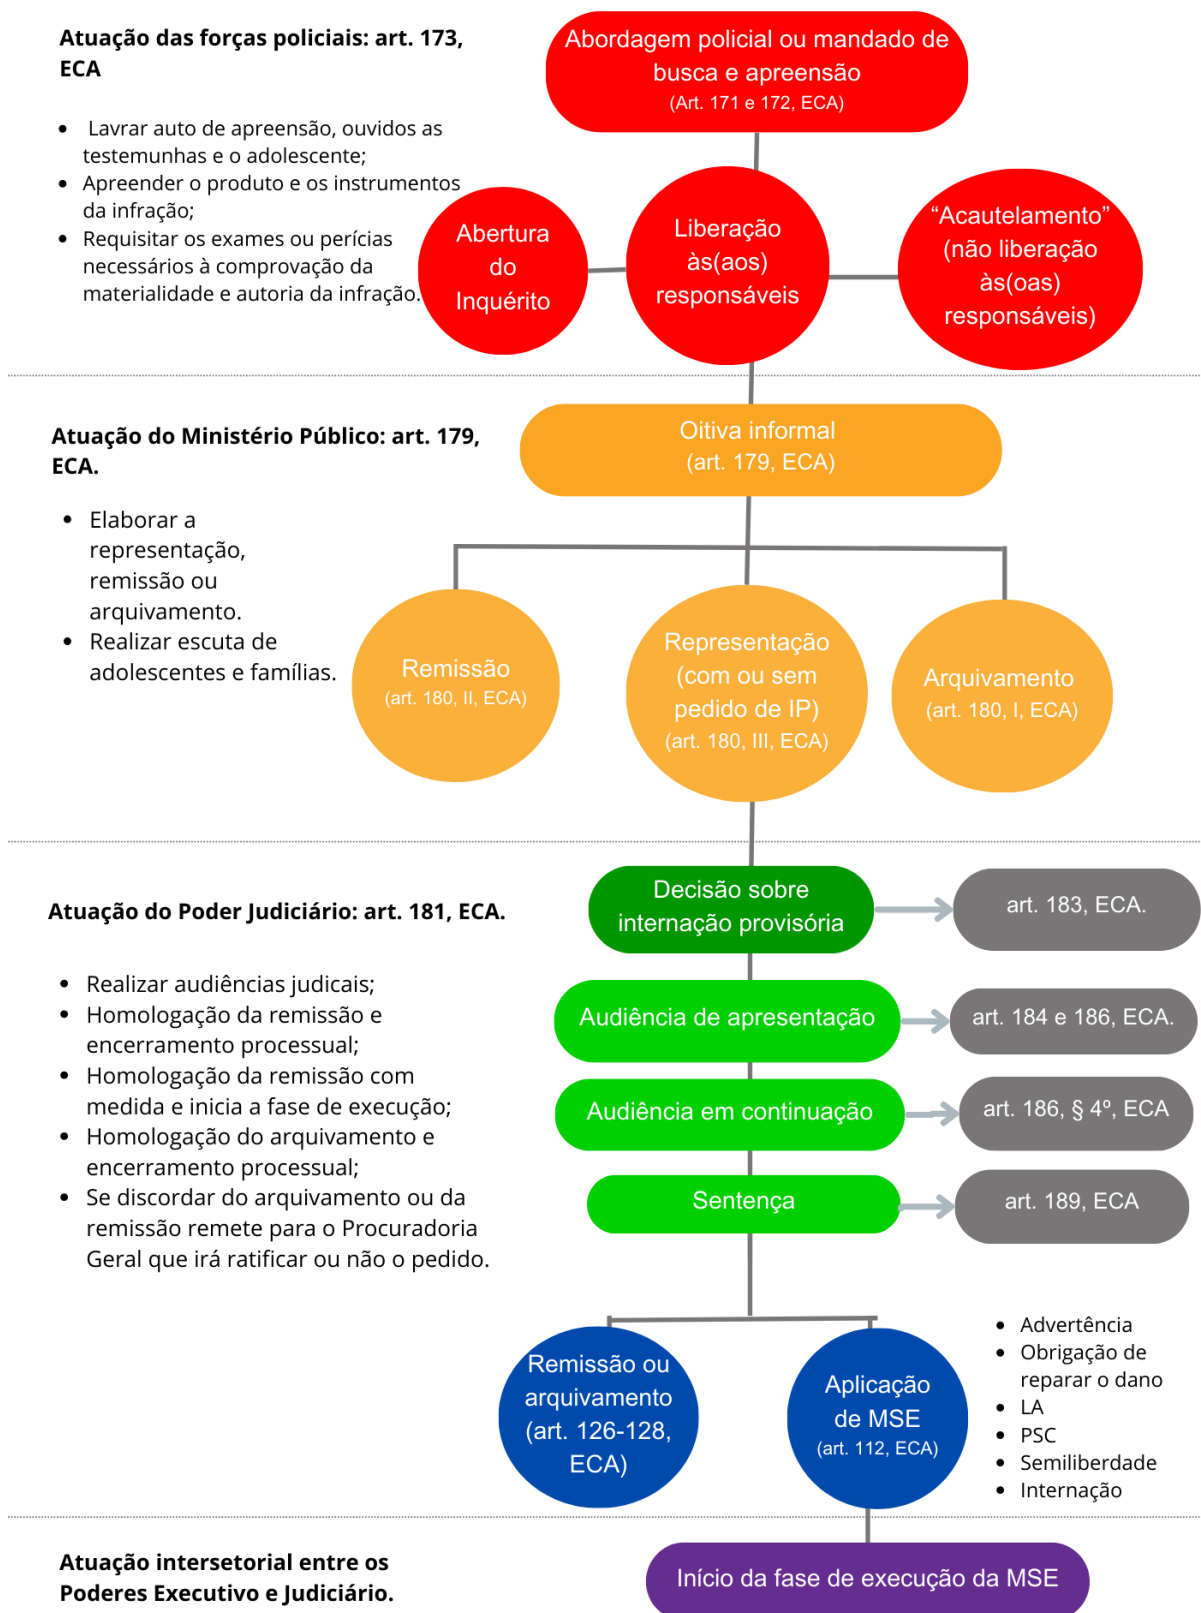 Atuação das forças policiais: art. 173,
ECA
• Lavrar auto de apreensão, ouvidos as
testemunhas e o adolescente;
• Apreender o produto e os instrumentos
da infração;
• Requisitar os exames ou perícias
necessários à comprovação da
materialidade e autoria da infração.
Abordagem policial ou mandado de
busca e apreensão
(Art. 171 e 172, ECA)
Abertura
do
Inquérito
Liberação
às(aos)
responsáveis
“Acautelamento”
(não liberação
às(oas)
responsáveis)
Atuação do Ministério Público: art. 179,
ECA.
• Elaborar a
representação,
remissão ou
arquivamento.
• Realizar escuta de
adolescentes e famílias.
Oitiva informal
(art. 179, ECA)
Remissão
(art. 180, II, ECA)
Representação
(com ou sem
pedido de IP)
(art. 180, III, ECA)
Arquivamento
(art. 180, I, ECA)
Atuação do Poder Judiciário: art. 181, ECA.
• Realizar audiências judicais;
• Homologação da remissão e
encerramento processual;
• Homologação da remissão com
medida e inicia a fase de execução;
• Homologação do arquivamento e
encerramento processual;
• Se discordar do arquivamento ou da
remissão remete para o Procuradoria
Geral que irá ratificar ou não o pedido.
Decisão sobre
internação provisória
art. 183, ECA.
Audiência de apresentação
art. 184 e 186, ECA.
Audiência em continuação
art. 186, § 4º, ECA
Sentença
art. 189, ECA
Remissão ou
arquivamento
(art. 126-128,
ECA)
Aplicação
de MSE
(art. 112, ECA)
• Advertência
• Obrigação de
reparar o dano
• LA
• PSC
• Semiliberdade
• Internação
Atuação intersetorial entre os
Poderes Executivo e Judiciário.
Início da fase de execução da MSE